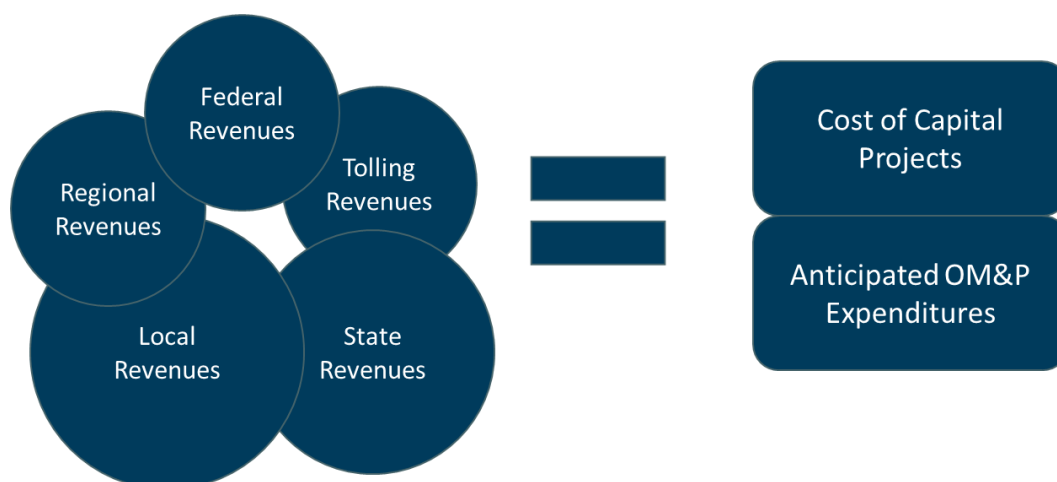 Federal
Revenues
Tolling
Revenues
Regional
Revenues
Local
Revenues
State
Revenues
Cost of Capital
Projects
Anticipated OM&P
Expenditures